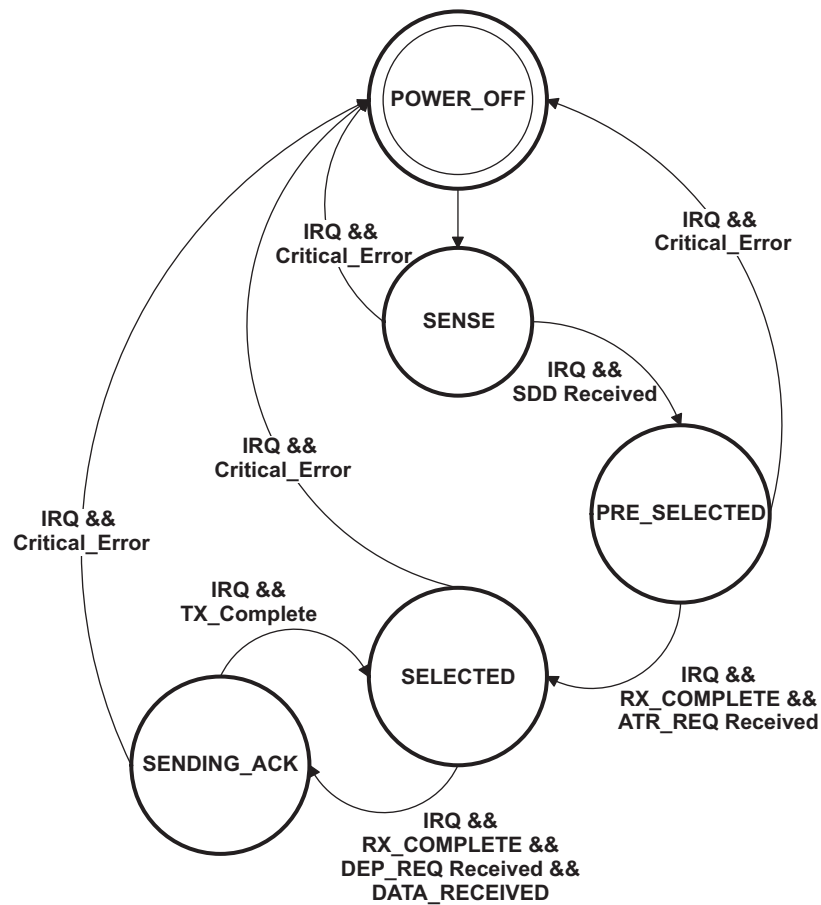 POWER_OFF
IRQ &&
Critical_Error
IRQ &&
Critical_Error
SENSE
IRQ &&
SDD Received
IRQ &&
Critical_Error
PRE_SELECTED
IRQ &&
Critical_Error
IRQ &&
TX_Complete
SELECTED
IRQ &&
RX_COMPLETE &&
ATR_REQ Received
SENDING_ACK
IRQ &&
RX_COMPLETE &&
DEP_REQ Received &&
DATA_RECEIVED